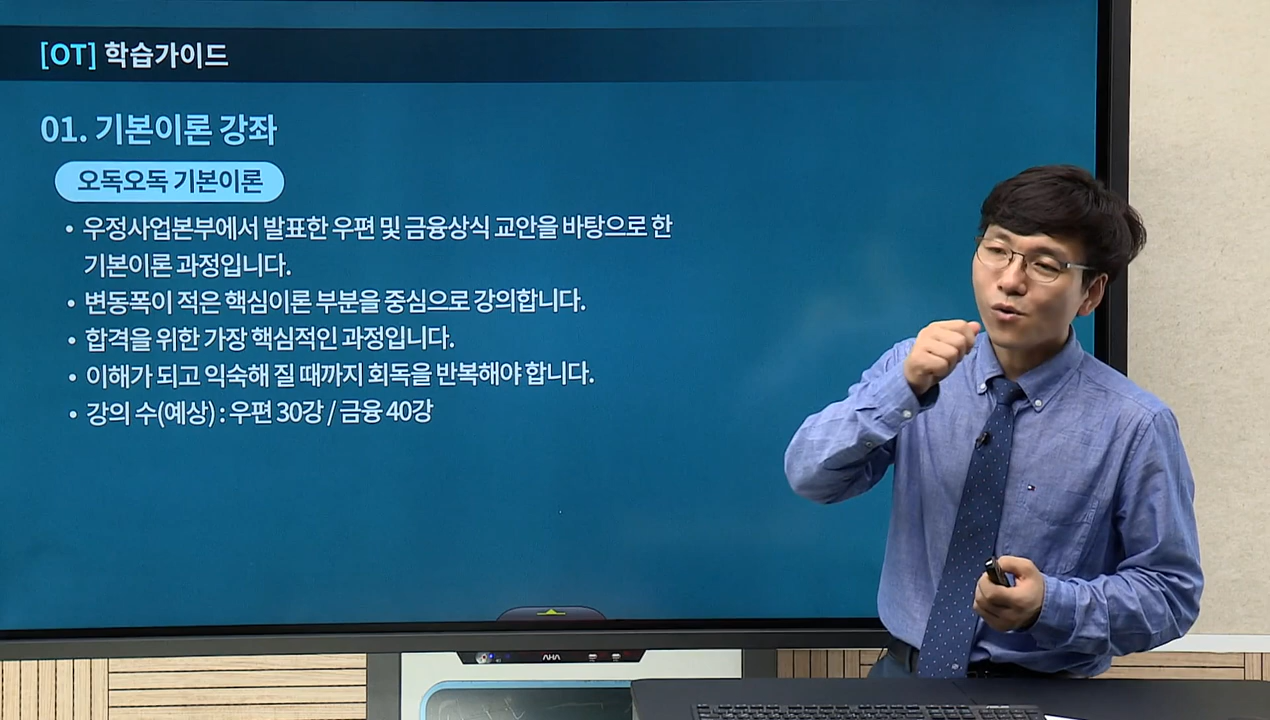 [OT] 학습가이드
01. 기본이론 강좌
오독오독 기본이론
• 우정사업본부에서 발표한 우편 및 금융상식 교안을 바탕으로 한
기본이론 과정입니다.
• 변동폭이 적은 핵심이론 부분을 중심으로 강의합니다.
• 합격을 위한 가장 핵심적인 과정입니다.
• 이해가 되고 익숙해 질 때까지 회독을 반복해야 합니다.
• 강의 수(예상) : 우편 30강 / 금융 40강
AHA